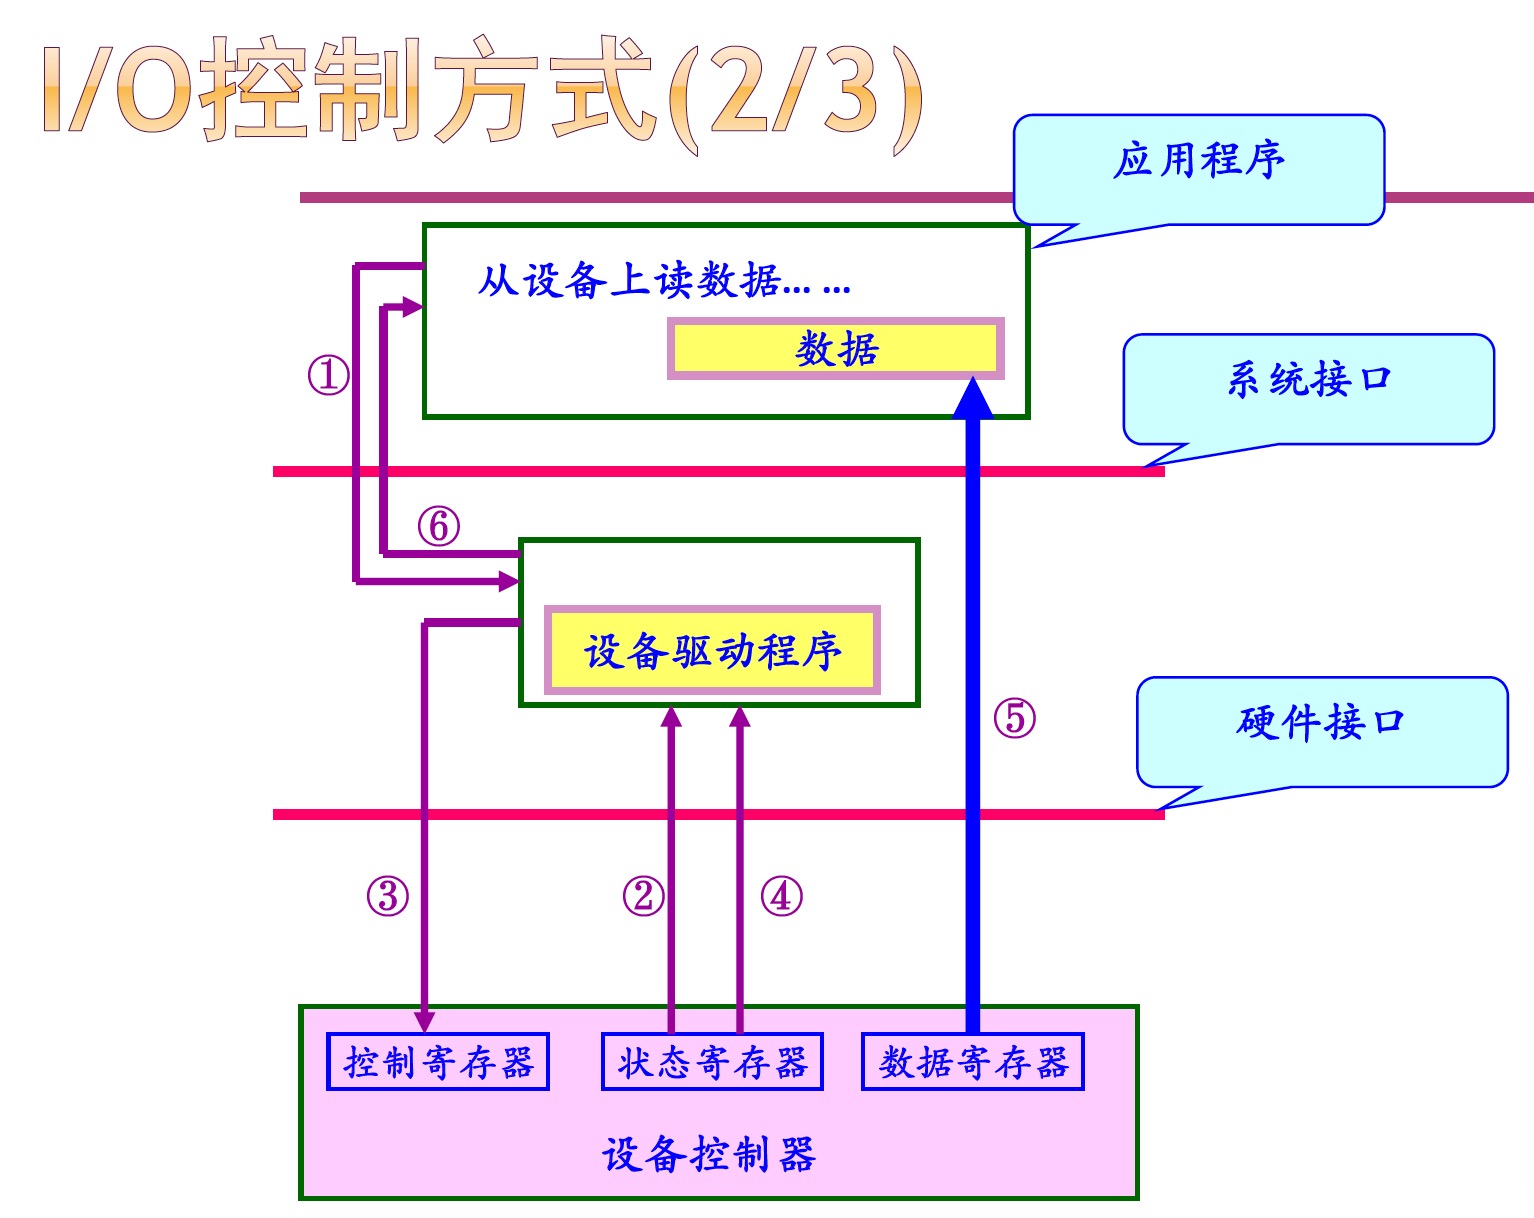 I/O控制方式(2/3)
应用程序
从设备上读数据... ...
数据
①
系统接口
⑥
设备驱动程序
⑤
硬件接口
③
②
④
控制寄存器
状态寄存器
数据寄存器
设备控制器